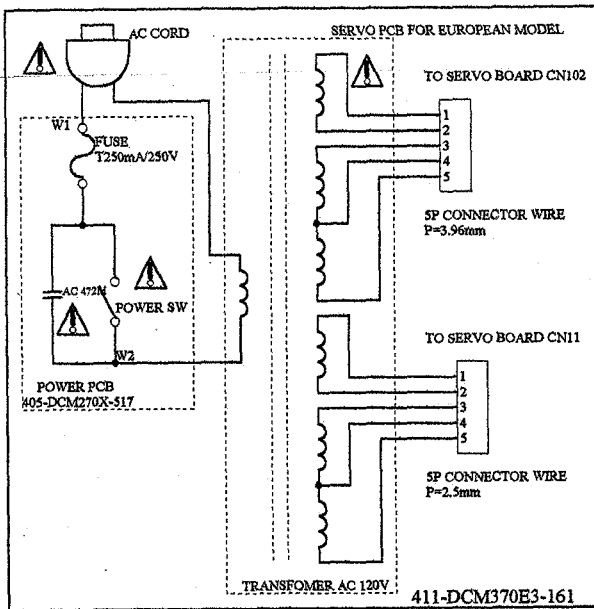 AC CORD
SERVO PCB FOR EUROPEAN MODEL
TO SERVO BOARD CN102
W1
FUSE
T250mA/250V
1
2
3
4
5
5P CONNECTOR WIRE
P=3.96mm
AC 472M
POWER SW
W2
POWER PCB
405-DCM270X-517
TO SERVO BOARD CN11
1
2
3
4
5
5P CONNECTOR WIRE
P=2.5mm
TRANSFOMER AC 120V
411-DCM370E3-161